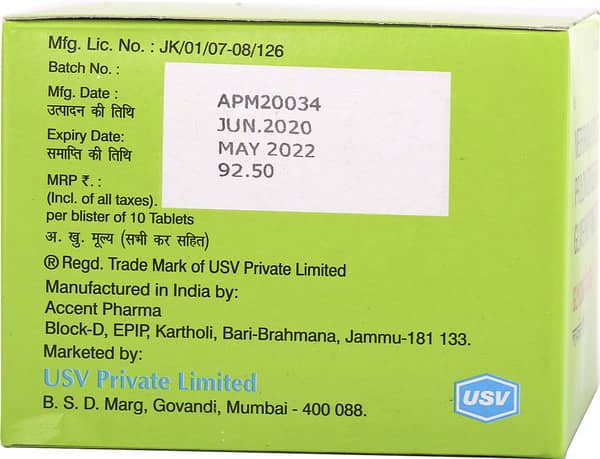 Mfg. Lic. No. : JK/01/07-08/126
Batch No. : APM20034
Mfg. Date : JUN.2020
उत्पादन की तिथि
Expiry Date: MAY 2022
समाप्ति की तिथि
MRP ₹. : 92.50
(Incl. of all taxes).
per blister of 10 Tablets
अ. खु. मूल्य (सभी कर सहित)
® Regd. Trade Mark of USV Private Limited
Manufactured in India by:
Accent Pharma
Block-D, EPIP, Kartholi, Bari-Brahmana, Jammu-181 133.
Marketed by:
USV Private Limited
B. S. D. Marg, Govandi, Mumbai - 400 088.
USV